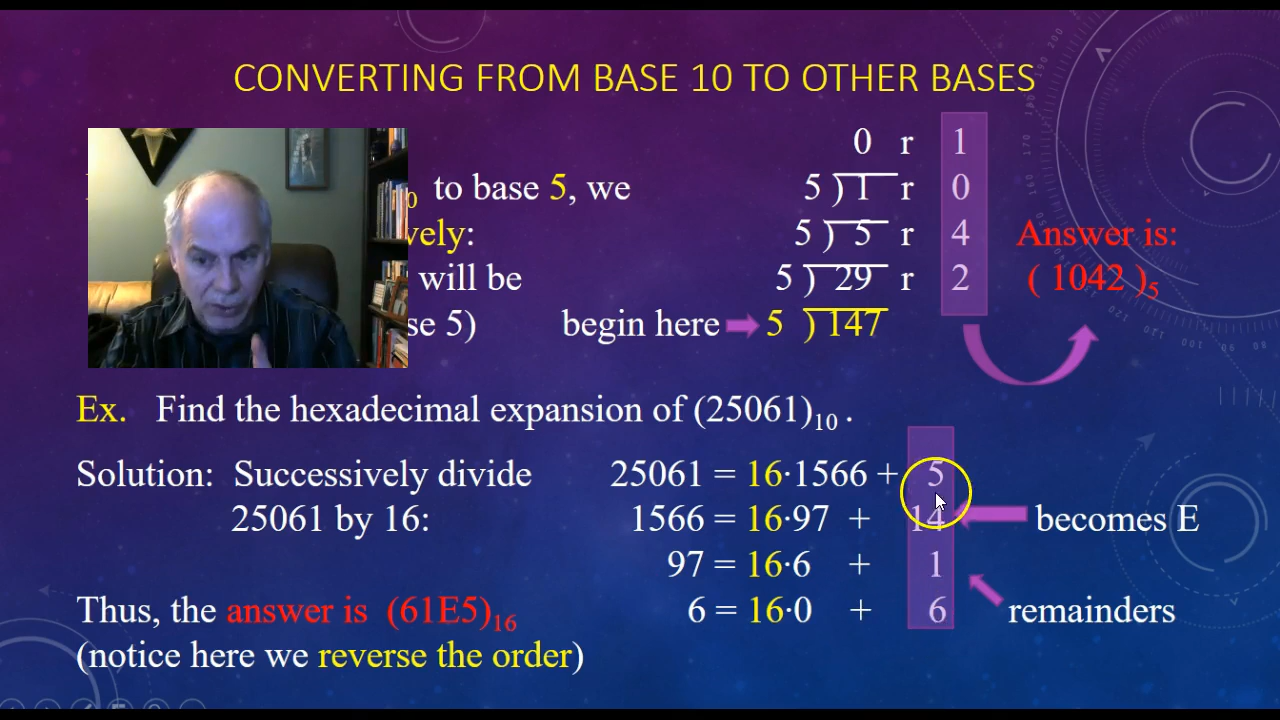 CONVERTING FROM BASE 10 TO OTHER BASES
0 r 1
0 to base 5, we 5 ) 1 r 0
vely: 5 ) 5 r 4 Answer is:
will be 5 ) 29 r 2 ( 1042 )5
se 5) begin here 5 ) 147
Ex. Find the hexadecimal expansion of (25061)10 .
Solution: Successively divide 25061 = 16·1566 + 5
25061 by 16: 1566 = 16·97 + 14 becomes E
97 = 16·6 + 1
Thus, the answer is (61E5)16 6 = 16·0 + 6 remainders
(notice here we reverse the order)